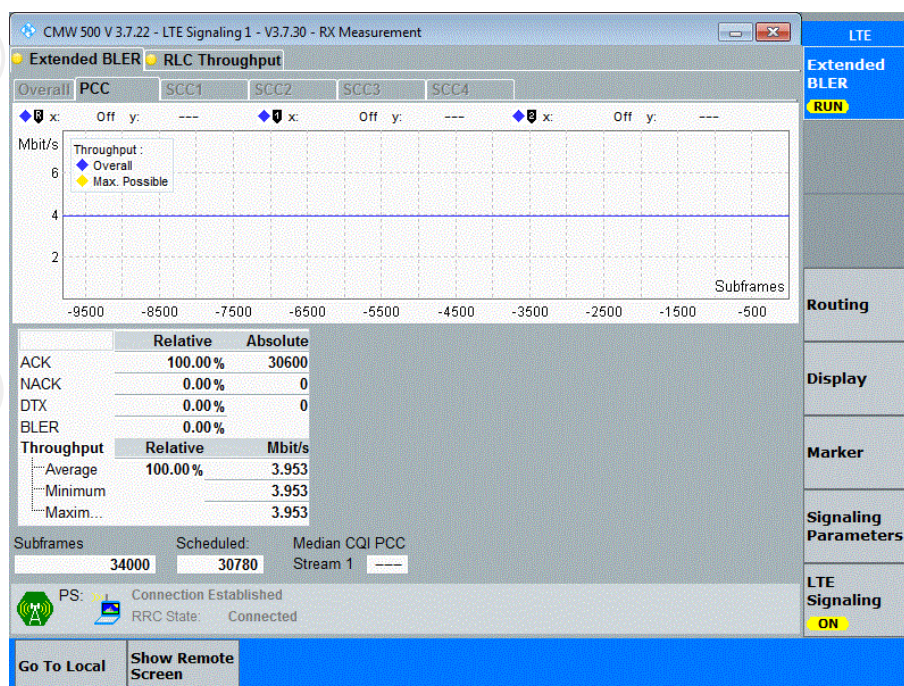 CMW 500 V 3.7.22 - LTE Signaling 1 - V3.7.30 - RX Measurement
Extended BLER RLC Throughput
Overall PCC SCC1 SCC2 SCC3 SCC4
R x: Off y: --- 1 x: Off y: --- 2 x: Off y: ---
Mbit/s
Throughput :
Overall
Max. Possible
6
4
2
Subframes
-9500 -8500 -7500 -6500 -5500 -4500 -3500 -2500 -1500 -500
Relative Absolute
ACK 100.00 % 30600
NACK 0.00 % 0
DTX 0.00 % 0
BLER 0.00 %
Throughput Relative Mbit/s
Average 100.00 % 3.953
Minimum 3.953
Maxim... 3.953
Subframes Scheduled: Median CQI PCC
34000 30780 Stream 1 ---
PS: Connection Established
RRC State: Connected
LTE
Extended
BLER
RUN
Routing
Display
Marker
Signaling
Parameters
LTE
Signaling
ON
Go To Local
Show Remote
Screen